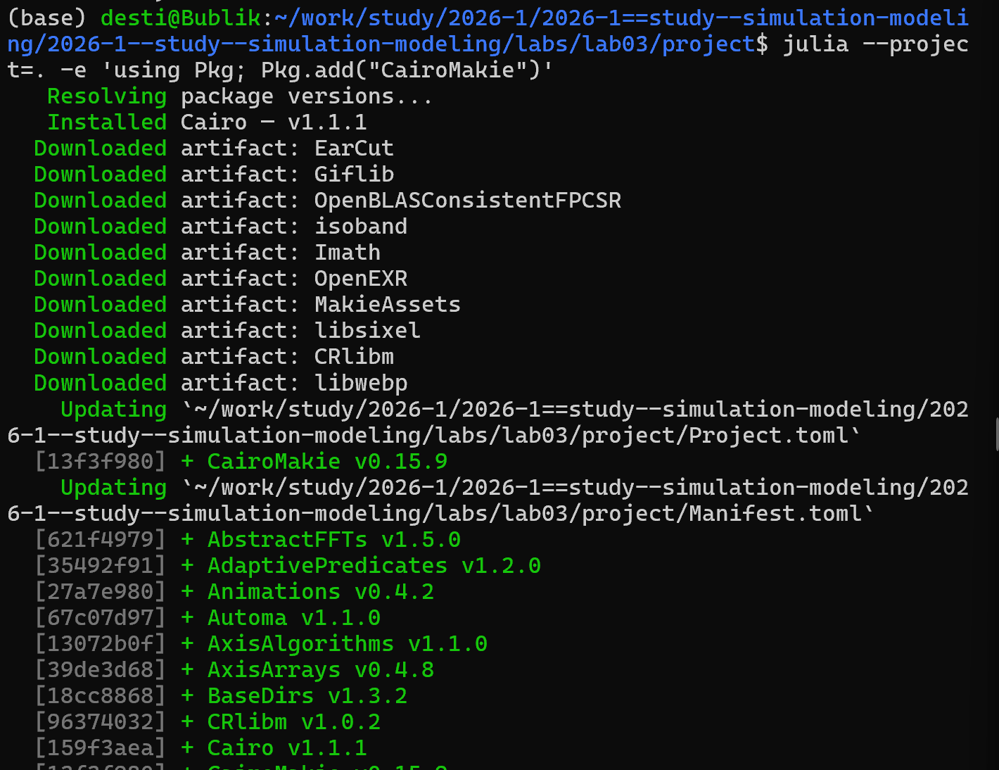 (base) desti@Bublik:~/work/study/2026-1/2026-1==study--simulation-modeli
ng/2026-1--study--simulation-modeling/labs/lab03/project$ julia --projec
t=. -e 'using Pkg; Pkg.add("CairoMakie")'
Resolving package versions...
Installed Cairo — v1.1.1
Downloaded artifact: EarCut
Downloaded artifact: Giflib
Downloaded artifact: OpenBLASConsistentFPCSR
Downloaded artifact: isoband
Downloaded artifact: Imath
Downloaded artifact: OpenEXR
Downloaded artifact: MakieAssets
Downloaded artifact: libsixel
Downloaded artifact: CRlibm
Downloaded artifact: libwebp
Updating `~/work/study/2026-1/2026-1==study--simulation-modeling/202
6-1--study--simulation-modeling/labs/lab03/project/Project.toml`
[13f3f980] + CairoMakie v0.15.9
Updating `~/work/study/2026-1/2026-1==study--simulation-modeling/202
6-1--study--simulation-modeling/labs/lab03/project/Manifest.toml`
[621f4979] + AbstractFFTs v1.5.0
[35492f91] + AdaptivePredicates v1.2.0
[27a7e980] + Animations v0.4.2
[67c07d97] + Automa v1.1.0
[13072b0f] + AxisAlgorithms v1.1.0
[39de3d68] + AxisArrays v0.4.8
[18cc8868] + BaseDirs v1.3.2
[96374032] + CRlibm v1.0.2
[159f3aea] + Cairo v1.1.1
[13f3f980] + CairoMakie v0.15.9